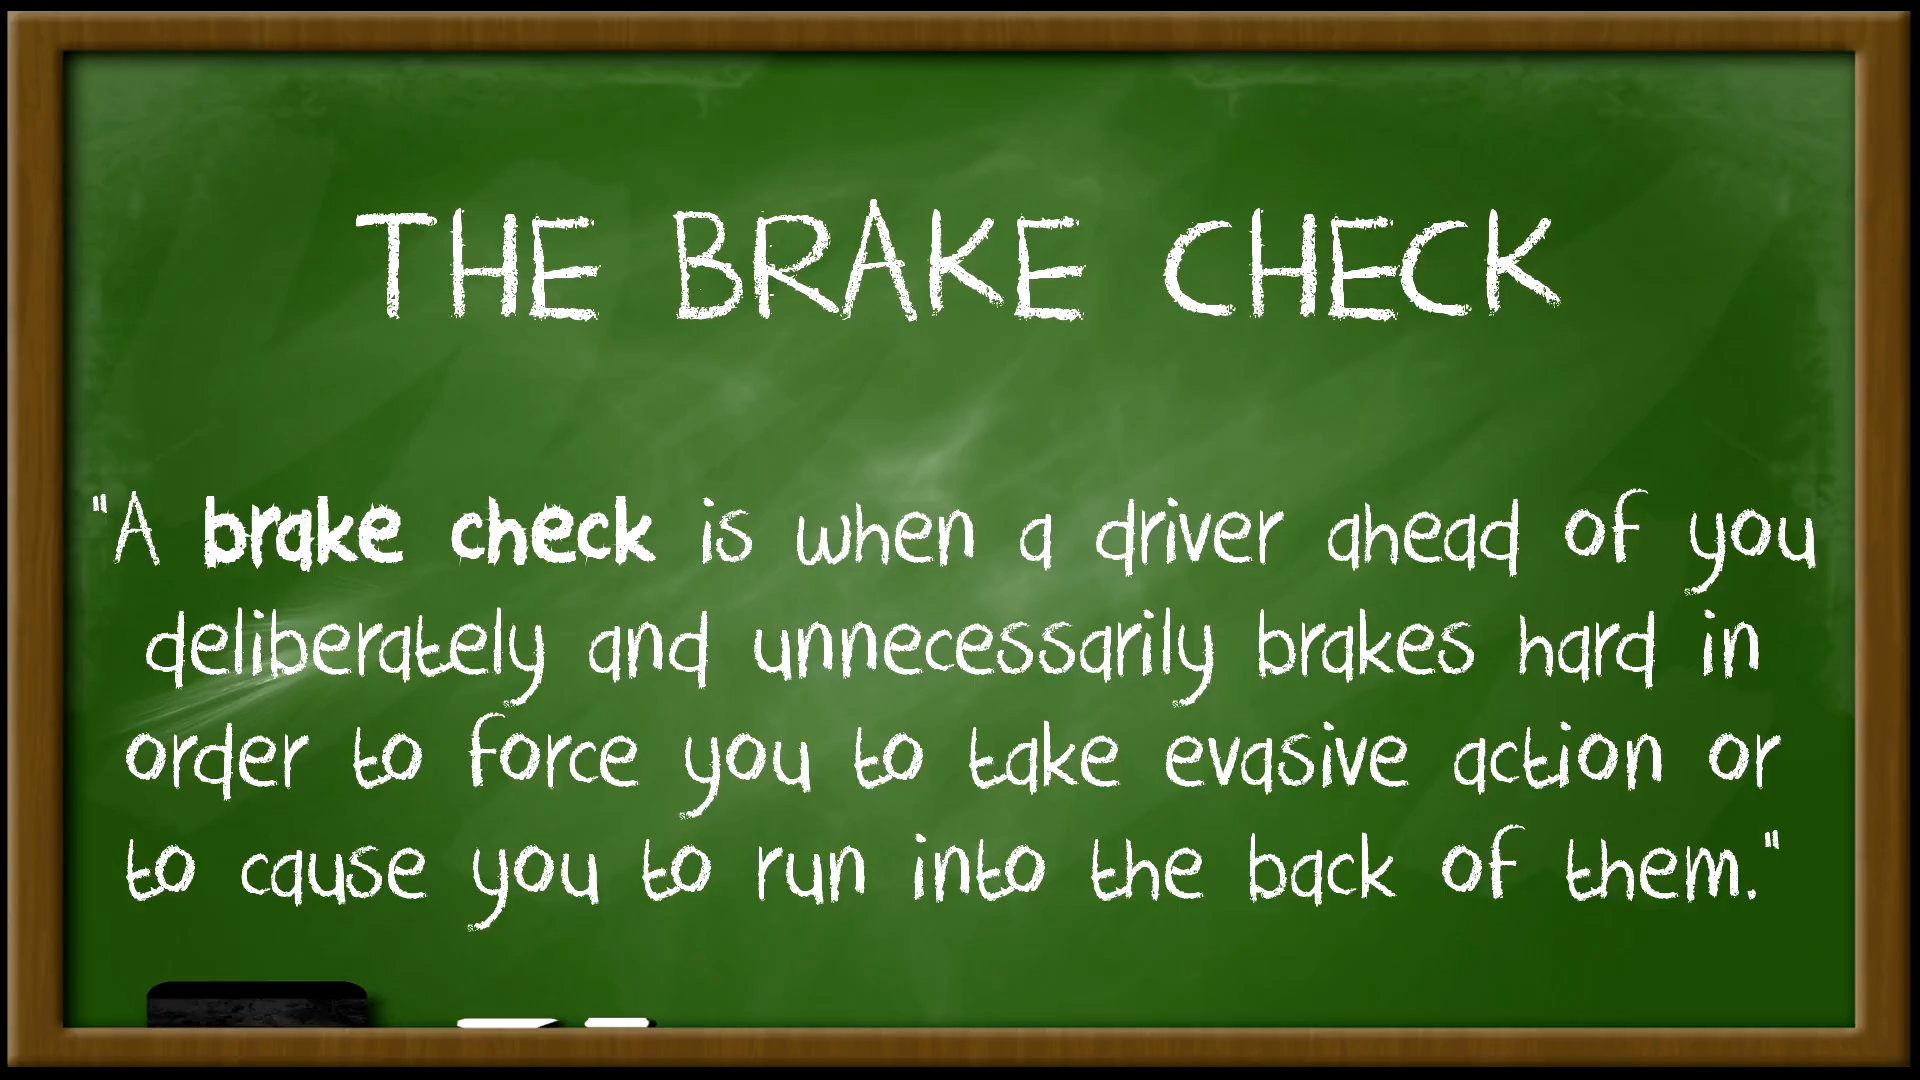 THE BRAKE CHECK
"A brake check is when a driver ahead of you
deliberately and unnecessarily brakes hard in
order to force you to take evasive action or
to cause you to run into the back of them."